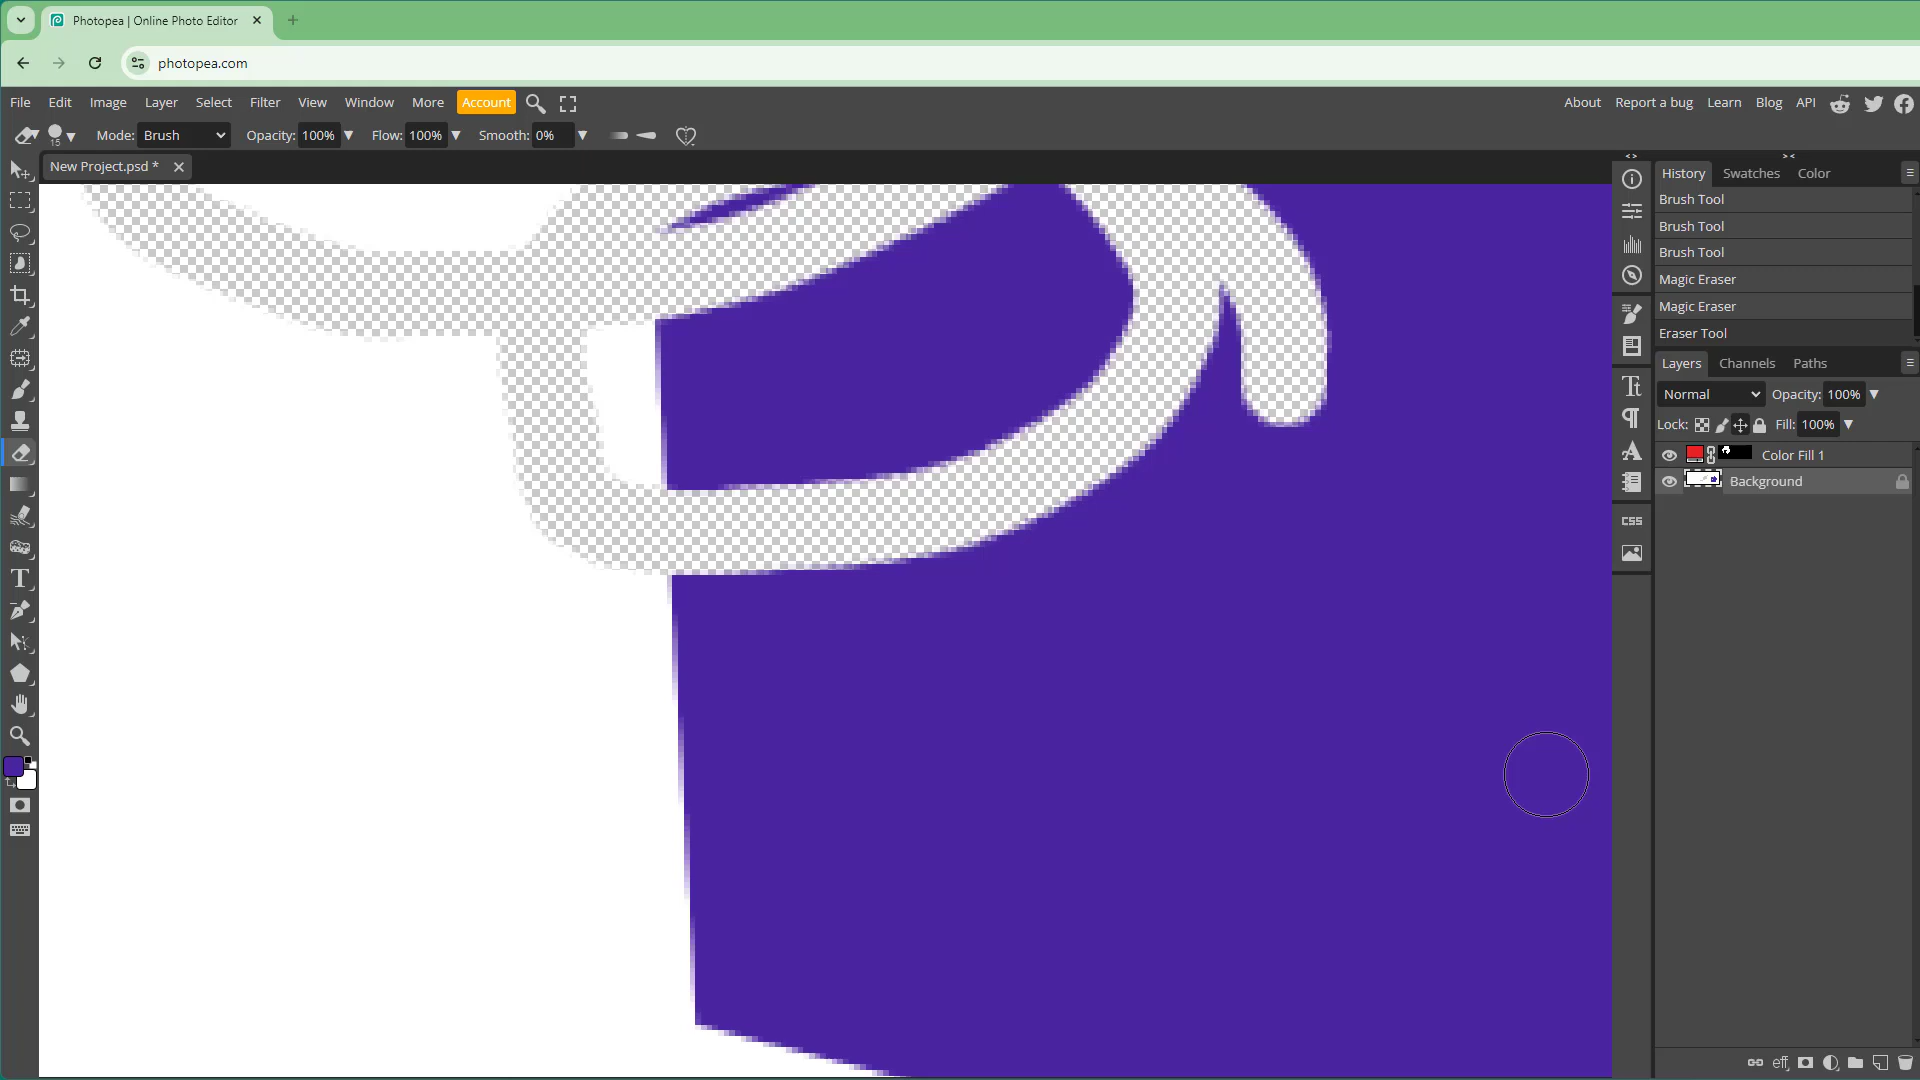 Photopea | Online Photo Editor
photopea.com
File Edit Image Layer Select Filter View Window More Account About Report a bug Learn Blog API
15 Mode: Brush Opacity: 100% Flow: 100% Smooth: 0%
New Project.psd *
History Swatches Color
Brush Tool
Brush Tool
Brush Tool
Magic Eraser
Magic Eraser
Eraser Tool
Layers Channels Paths
Normal Opacity: 100%
Lock: Fill: 100%
Color Fill 1
Background
CSS
eff